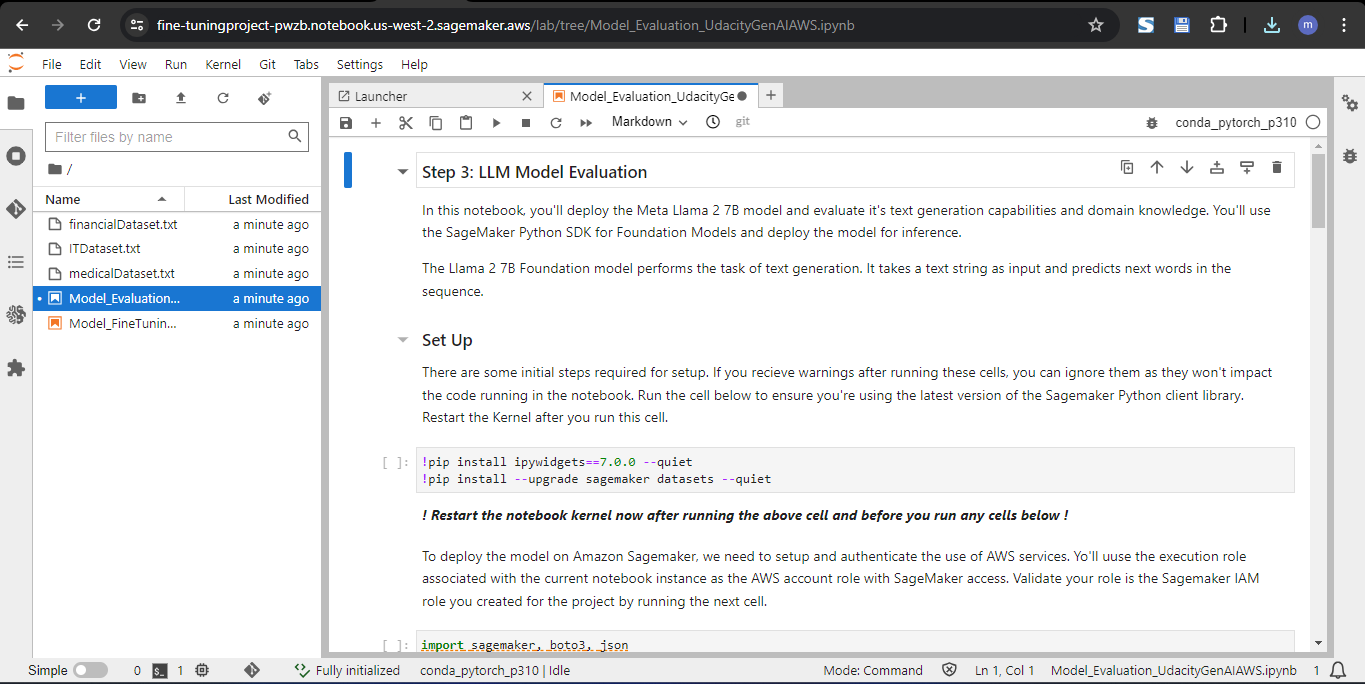 fine-tuningproject-pwzb.notebook.us-west-2.sagemaker.aws/lab/tree/Model_Evaluation_UdacityGenAIAWS.ipynb
S
m
File Edit View Run Kernel Git Tabs Settings Help
+
Filter files by name
/
Name Last Modified
financialDataset.txt a minute ago
ITDataset.txt a minute ago
medicalDataset.txt a minute ago
Model_Evaluation... a minute ago
Model_FineTunin... a minute ago
Launcher
Model_Evaluation_UdacityGe
Markdown
git
conda_pytorch_p310
Step 3: LLM Model Evaluation
In this notebook, you'll deploy the Meta Llama 2 7B model and evaluate it's text generation capabilities and domain knowledge. You'll use
the SageMaker Python SDK for Foundation Models and deploy the model for inference.
The Llama 2 7B Foundation model performs the task of text generation. It takes a text string as input and predicts next words in the
sequence.
Set Up
There are some initial steps required for setup. If you recieve warnings after running these cells, you can ignore them as they won't impact
the code running in the notebook. Run the cell below to ensure you're using the latest version of the Sagemaker Python client library.
Restart the Kernel after you run this cell.
[ ]: !pip install ipywidgets==7.0.0 --quiet
!pip install --upgrade sagemaker datasets --quiet
! Restart the notebook kernel now after running the above cell and before you run any cells below !
To deploy the model on Amazon Sagemaker, we need to setup and authenticate the use of AWS services. Yo'll uuse the execution role
associated with the current notebook instance as the AWS account role with SageMaker access. Validate your role is the Sagemaker IAM
role you created for the project by running the next cell.
[ ]: import sagemaker, boto3, json
Simple 0 1 Fully initialized conda_pytorch_p310 | Idle Mode: Command Ln 1, Col 1 Model_Evaluation_UdacityGenAIAWS.ipynb 1